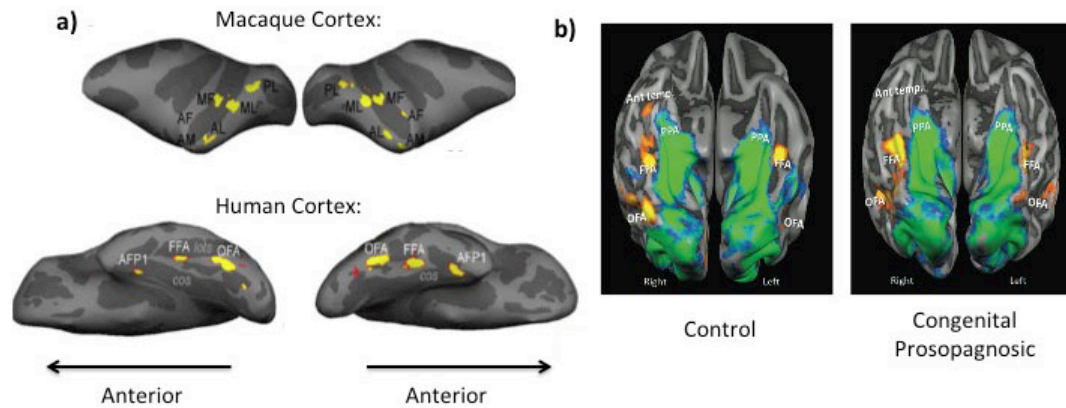 a)
Macaque Cortex:
PL
MF
ML
AF
AL
AM
PL
MF
ML
AF
AL
AM
Human Cortex:
FFA
lots
OFA
AFP1
cos
OFA
FFA
AFP1
cos
Anterior
Anterior
b)
Ant temp.
PPA
PPA
FFA
FFA
OFA
OFA
Right
Left
Control
Ant temp.
PPA
PPA
FFA
FFA
OFA
OFA
Right
Left
Congenital
Prosopagnosic